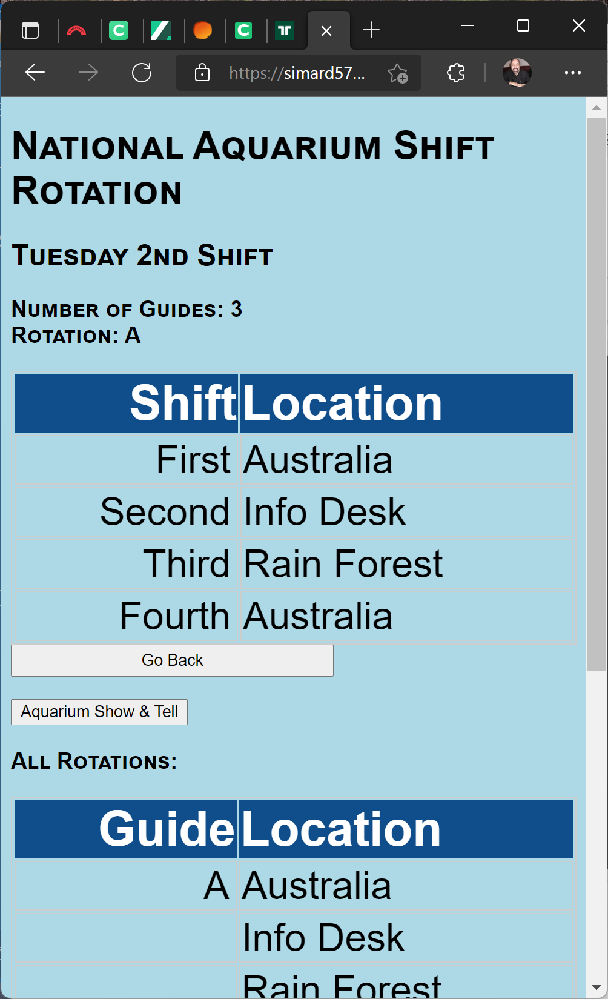 C
C
https://simard57...
National Aquarium Shift
Rotation
Tuesday 2nd Shift
Number of Guides: 3
Rotation: A
Shift Location
First Australia
Second Info Desk
Third Rain Forest
Fourth Australia
Go Back
Aquarium Show & Tell
All Rotations:
Guide Location
A Australia
Info Desk
Rain Forest